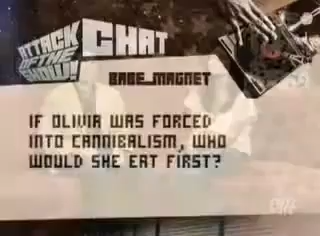 ATTACK
OF THE
SHOW!
CHAT
BABE_MAGNET
IF OLIVIA WAS FORCED
INTO CANNIBALISM, WHO
WOULD SHE EAT FIRST?